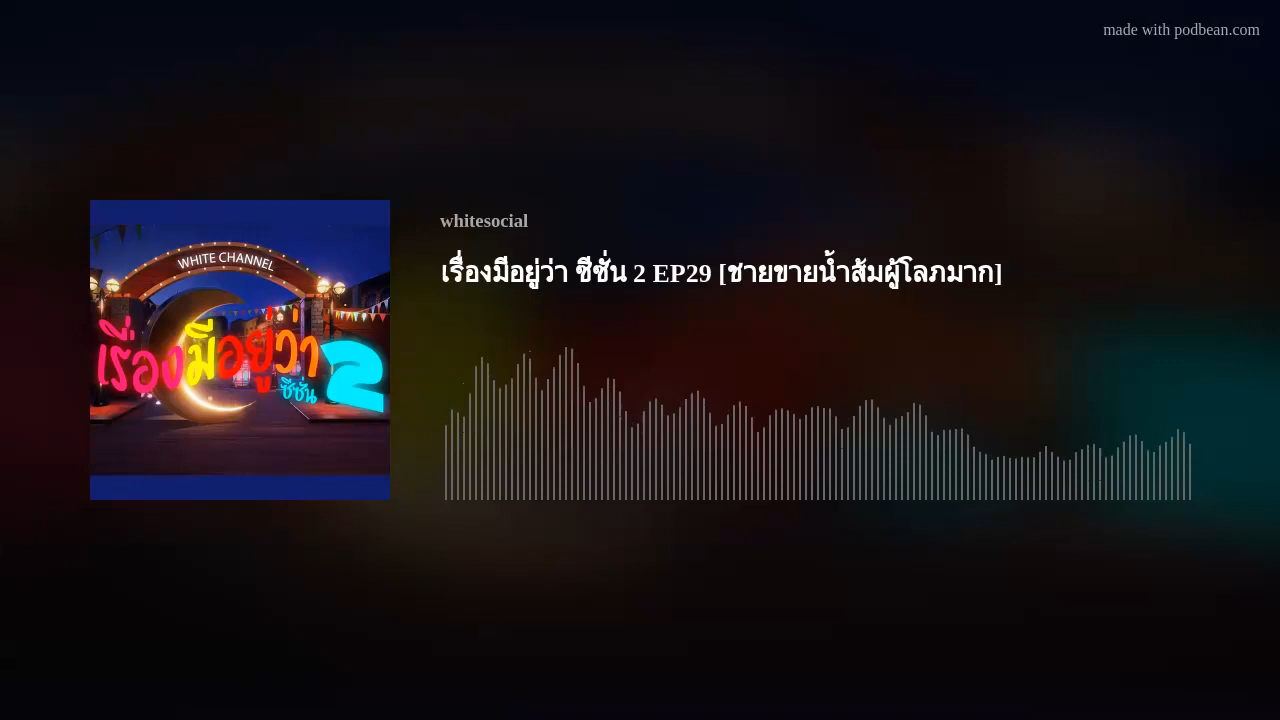 made with podbean.com
whitesocial
เรื่องมีอยู่ว่า ซีซั่น 2 EP29 [ชายขายน้ำส้มผู้โลภมาก]
WHITE CHANNEL
เรื่องมีอยู่ว่า 2
ซีซั่น